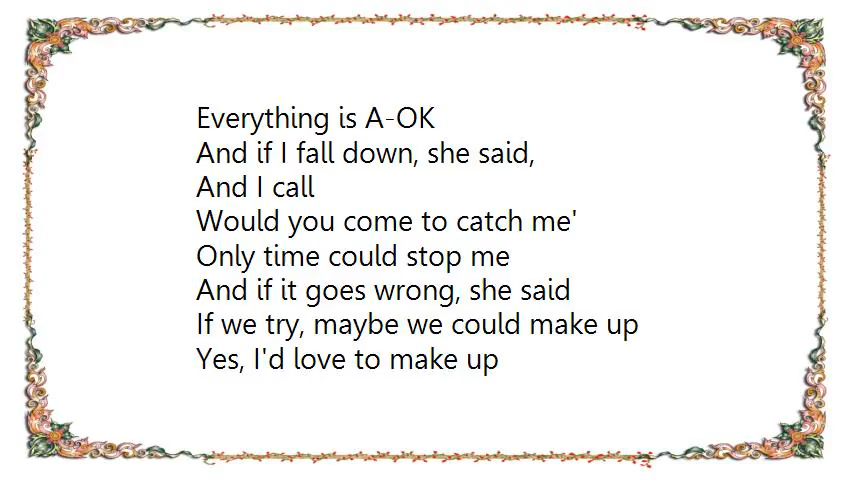 Everything is A-OK
And if I fall down, she said,
And I call
Would you come to catch me'
Only time could stop me
And if it goes wrong, she said
If we try, maybe we could make up
Yes, I'd love to make up